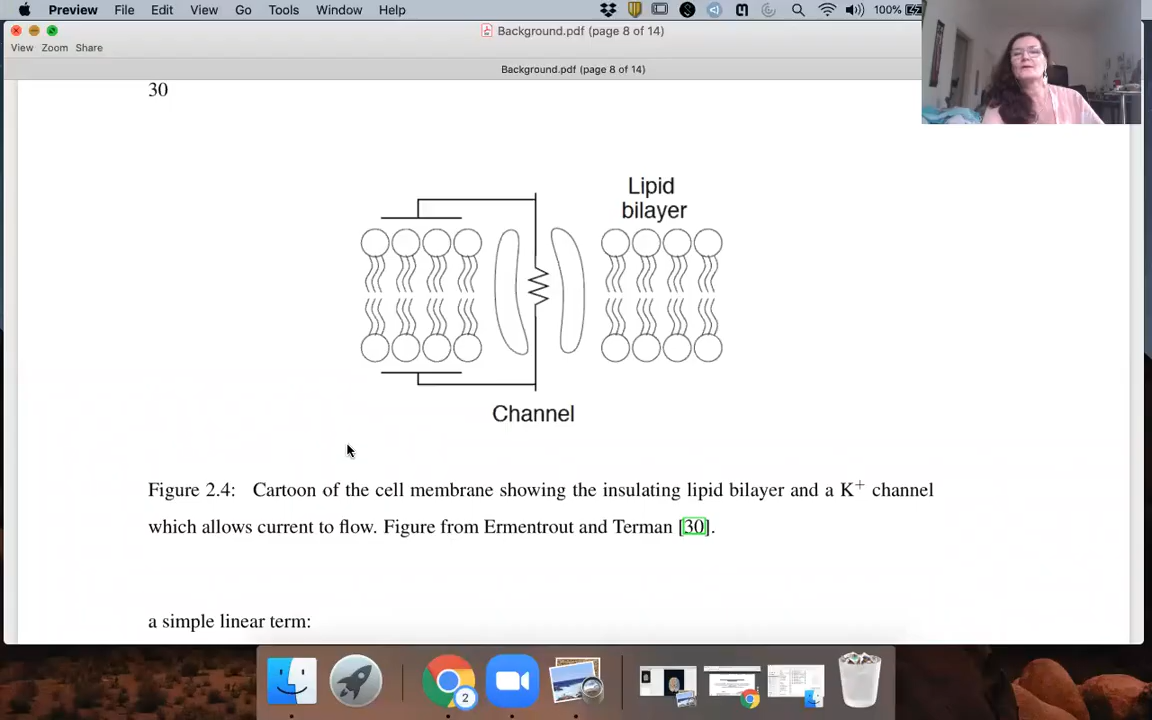 Preview File Edit View Go Tools Window Help 100%
Background.pdf (page 8 of 14)
View Zoom Share
Background.pdf (page 8 of 14)
30
Lipid
bilayer
Channel
Figure 2.4: Cartoon of the cell membrane showing the insulating lipid bilayer and a K+ channel
which allows current to flow. Figure from Ermentrout and Terman [30].
a simple linear term:
2